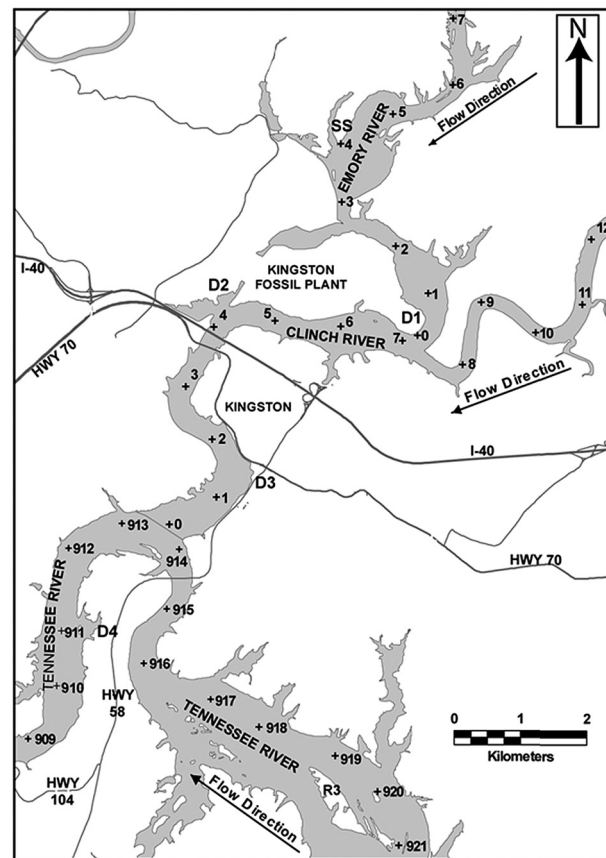 +7
N
+6
Flow Direction
+5
SS
+4
EMORY RIVER
+3
+2
12
+
I-40
KINGSTON
FOSSIL PLANT
D2
+1
11
+
+9
D1
4
+
5
+
+6
+0
7+
+10
CLINCH RIVER
HWY 70
+8
3
+
Flow Direction
KINGSTON
+2
I-40
D3
+1
+913
+0
+912
914
+
HWY 70
TENNESSEE RIVER
+915
+911
D4
+916
+910
HWY
58
+917
+918
TENNESSEE RIVER
+909
0
1
2
Kilometers
+919
HWY
104
Flow Direction
R3
+920
+921